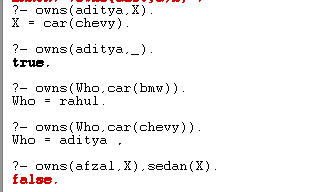 ?- owns(aditya,X).
X = car(chevy).
?- owns(aditya,_).
true.
?- owns(Who,car(bmw)).
Who = rahul.
?- owns(Who,car(chevy)).
Who = aditya ,
?- owns(afzal,X),sedan(X).
false.